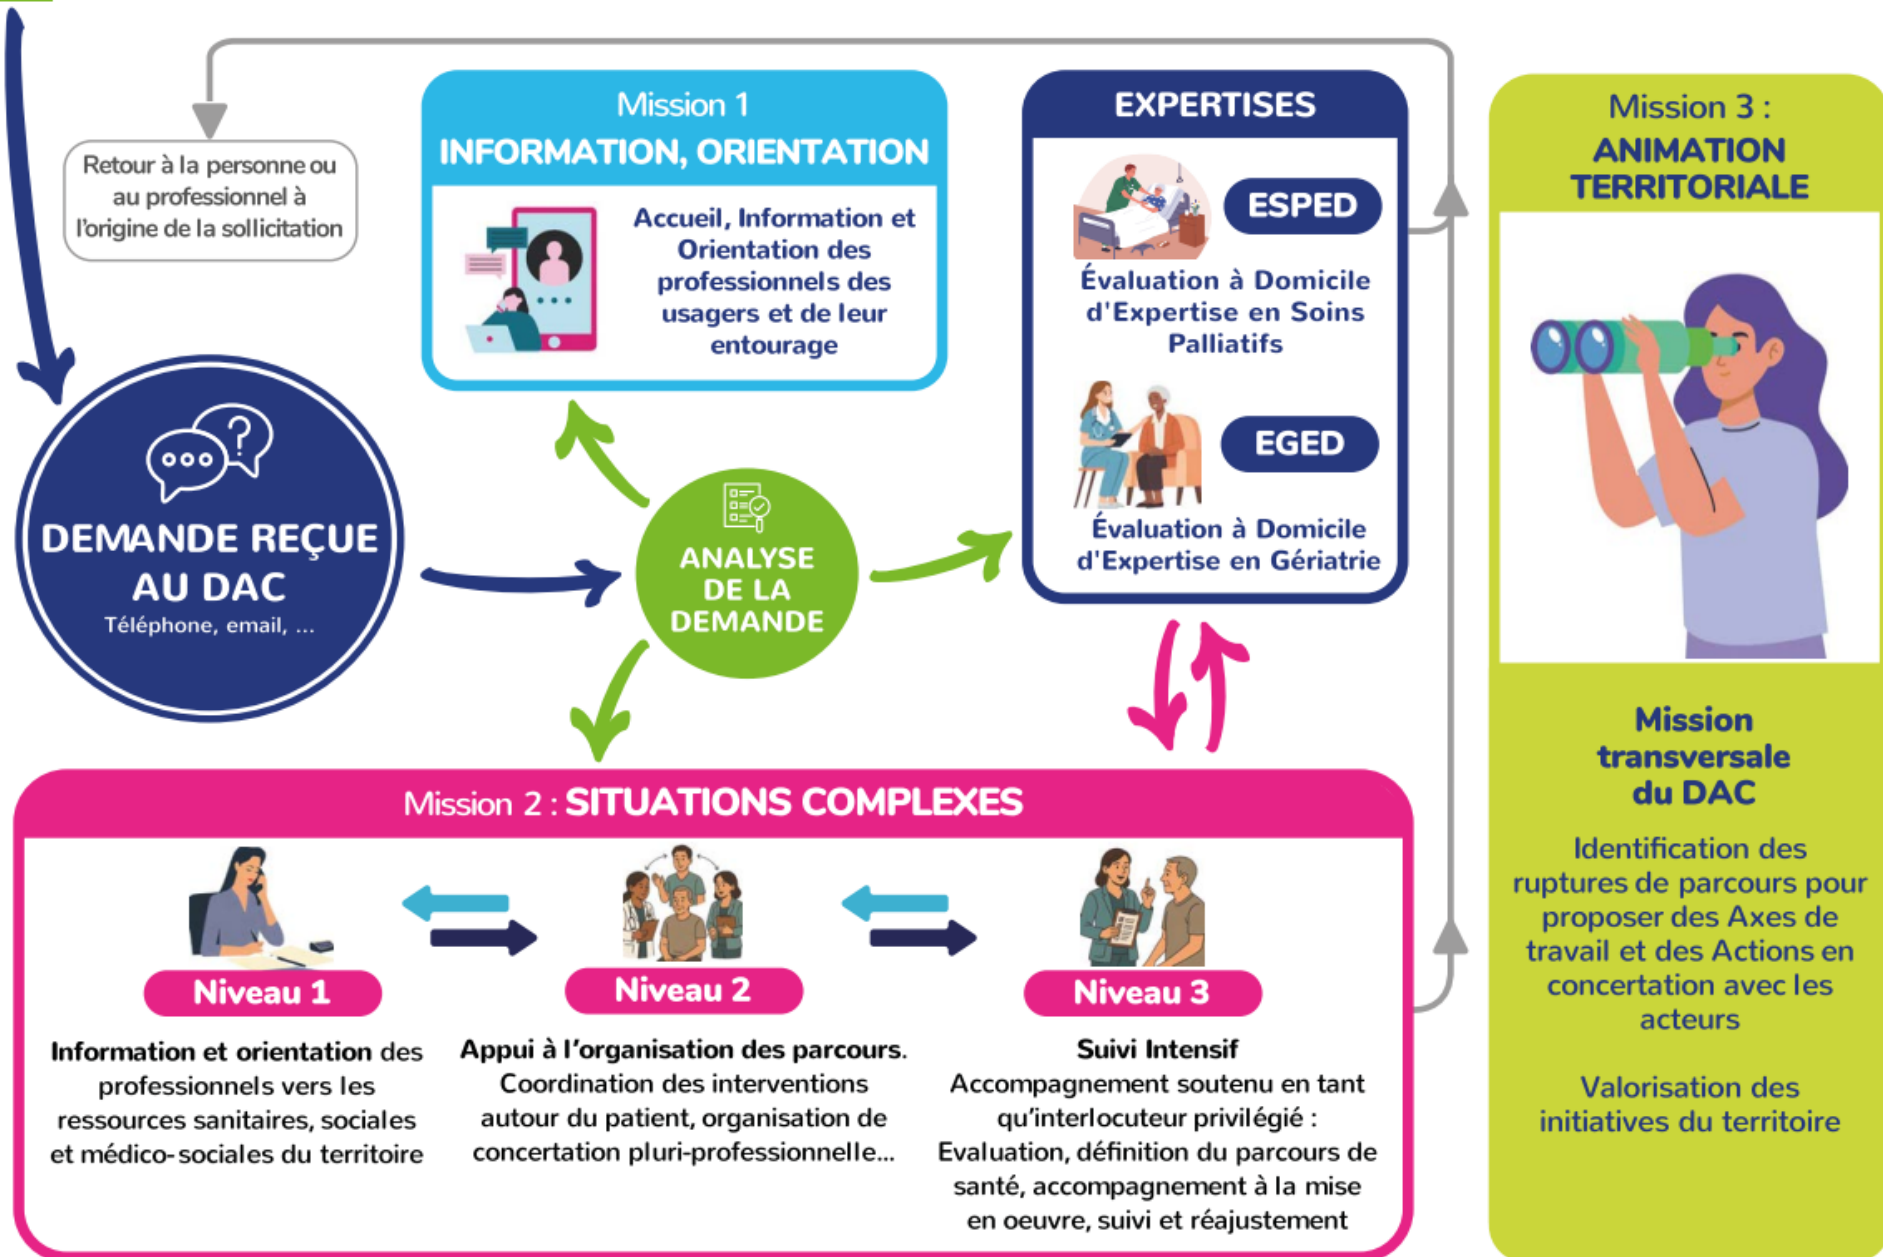 Retour à la personne ou
au professionnel à
l'origine de la sollicitation
Mission 1
INFORMATION, ORIENTATION
Accueil, Information et
Orientation des
professionnels des
usagers et de leur
entourage
EXPERTISES
ESPED
Évaluation à Domicile
d'Expertise en Soins
Palliatifs
EGED
Évaluation à Domicile
d'Expertise en Gériatrie
DEMANDE REÇUE
AU DAC
Téléphone, email, ...
ANALYSE
DE LA
DEMANDE
Mission 2 : SITUATIONS COMPLEXES
Niveau 1
Information et orientation des
professionnels vers les
ressources sanitaires, sociales
et médico-sociales du territoire
Niveau 2
Appui à l'organisation des parcours.
Coordination des interventions
autour du patient, organisation de
concertation pluri-professionnelle...
Niveau 3
Suivi Intensif
Accompagnement soutenu en tant
qu'interlocuteur privilégié :
Evaluation, définition du parcours de
santé, accompagnement à la mise
en oeuvre, suivi et réajustement
Mission 3 :
ANIMATION
TERRITORIALE
Mission
transversale
du DAC
Identification des
ruptures de parcours pour
proposer des Axes de
travail et des Actions en
concertation avec les
acteurs
Valorisation des
initiatives du territoire